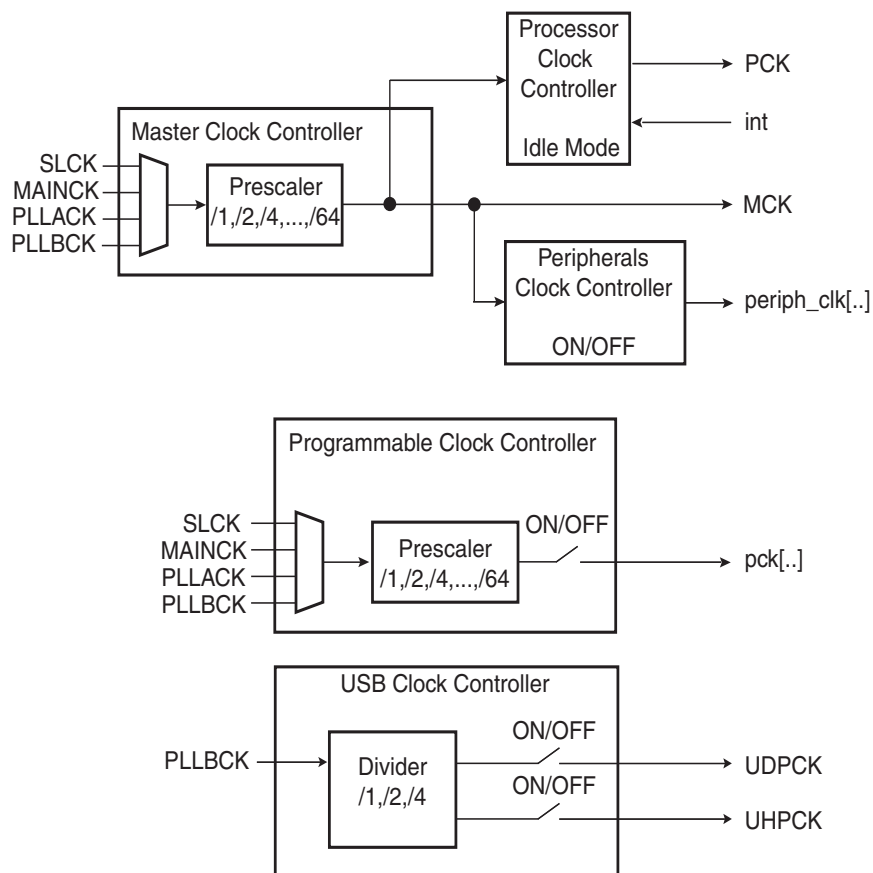 Processor
Clock
Controller
Idle Mode
PCK
int
Master Clock Controller
SLCK
MAINCK
PLLACK
PLLBCK
Prescaler
/1,/2,/4,...,/64
MCK
Peripherals
Clock Controller
ON/OFF
periph_clk[..]
Programmable Clock Controller
SLCK
MAINCK
PLLACK
PLLBCK
Prescaler
/1,/2,/4,...,/64
ON/OFF
pck[..]
USB Clock Controller
PLLBCK
Divider
/1,/2,/4
ON/OFF
UDPCK
ON/OFF
UHPCK